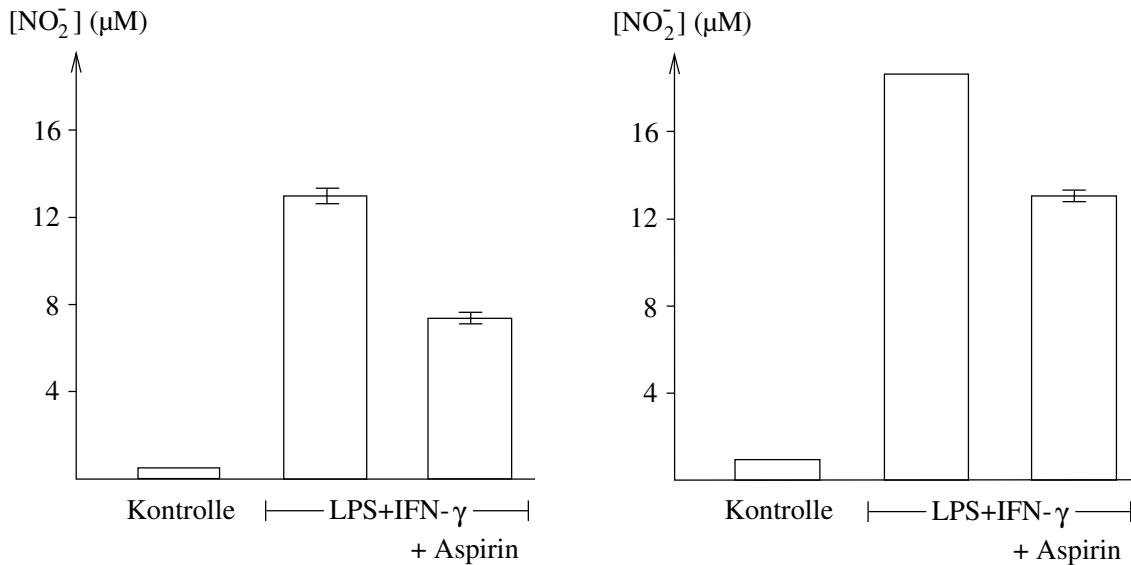 [NO₂⁻] (μM)
16
12
8
4
Kontrolle
LPS+IFN-γ
+ Aspirin
[NO₂⁻] (μM)
16
12
8
4
Kontrolle
LPS+IFN-γ
+ Aspirin